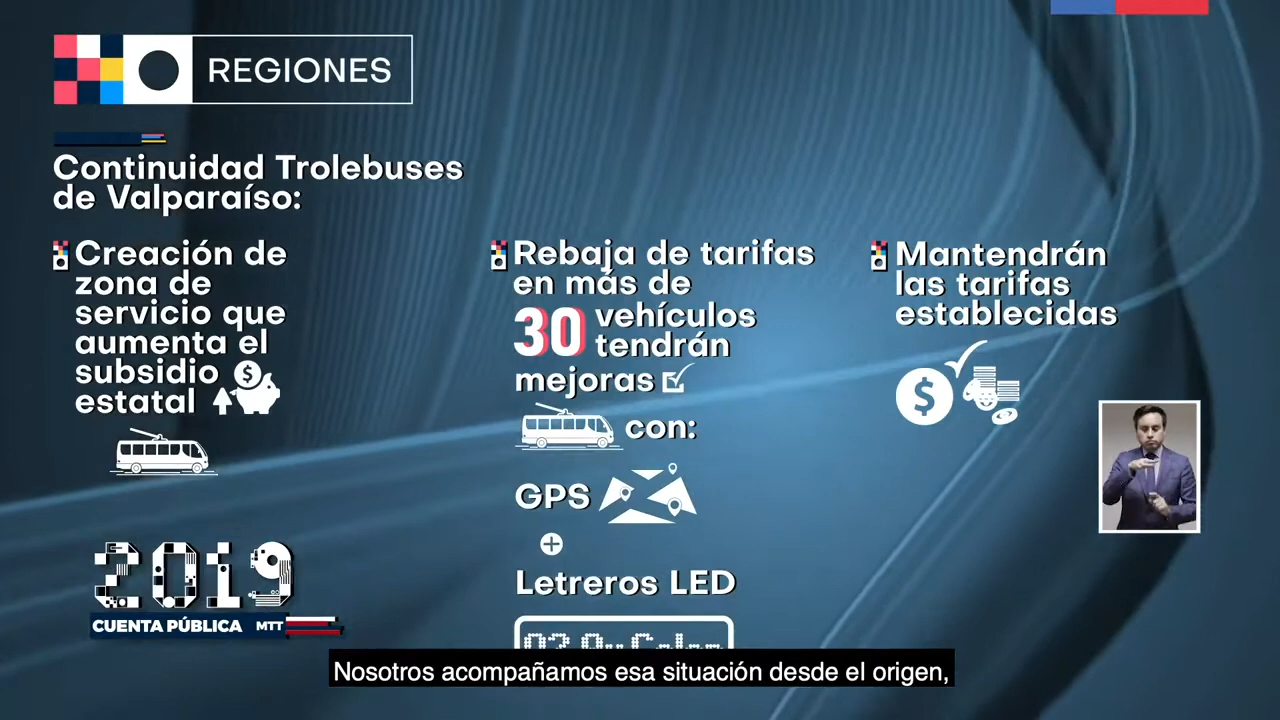 REGIONES
Continuidad Trolebuses
de Valparaíso:
Creación de
zona de
servicio que
aumenta el
subsidio
estatal
Rebaja de tarifas
en más de
30 vehículos
tendrán
mejoras
con:
GPS
Letreros LED
Mantendrán
las tarifas
establecidas
2019
CUENTA PÚBLICA MTT
Nosotros acompañamos esa situación desde el origen,